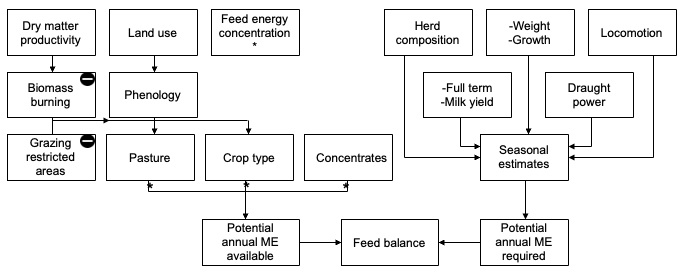 Dry matter
productivity
Land use
Feed energy
concentration
*
Herd
composition
-Weight
-Growth
Locomotion
Biomass
burning
Phenology
-Full term
-Milk yield
Draught
power
Grazing
restricted
areas
Pasture
Crop type
Concentrates
Seasonal
estimates
* * *
Potential
annual ME
available
Feed balance
Potential
annual ME
required